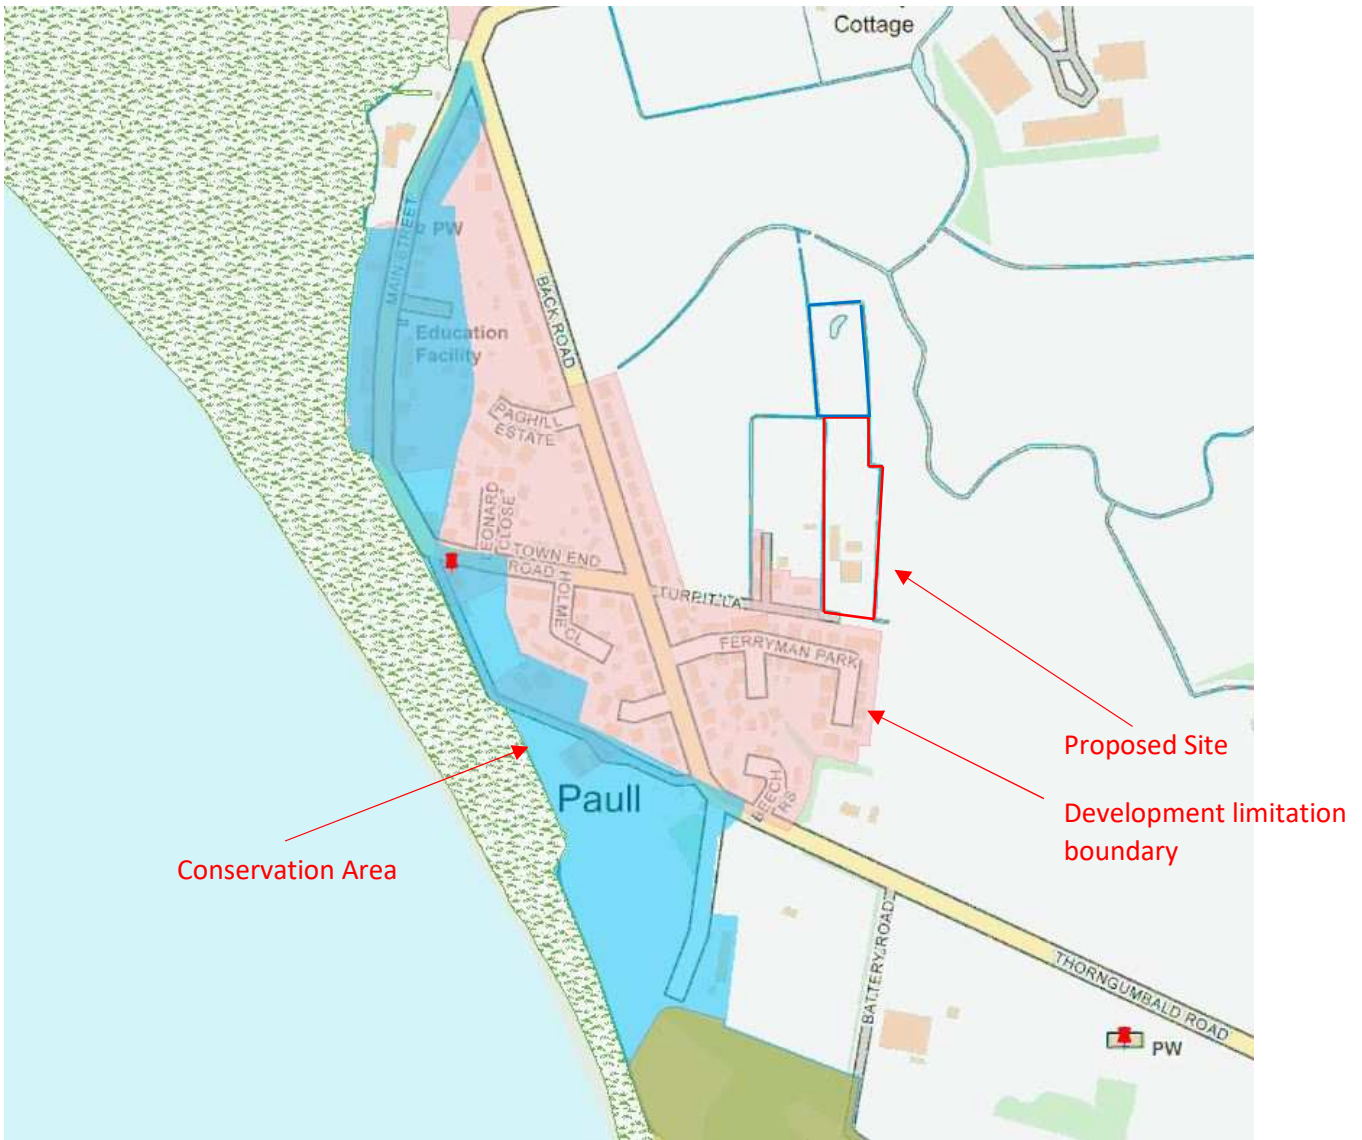 Cottage
MAIN STREET
PW
BACK ROAD
Education
Facility
PAGHILL
ESTATE
LEONARD
CLOSE
TOWN END
ROAD
HOLME CL
TURPIT LA
FERRYMAN PARK
Proposed Site
Paull
BEECH
RS
Development limitation
boundary
Conservation Area
BATTERY ROAD
THORNGUMBALD ROAD
PW